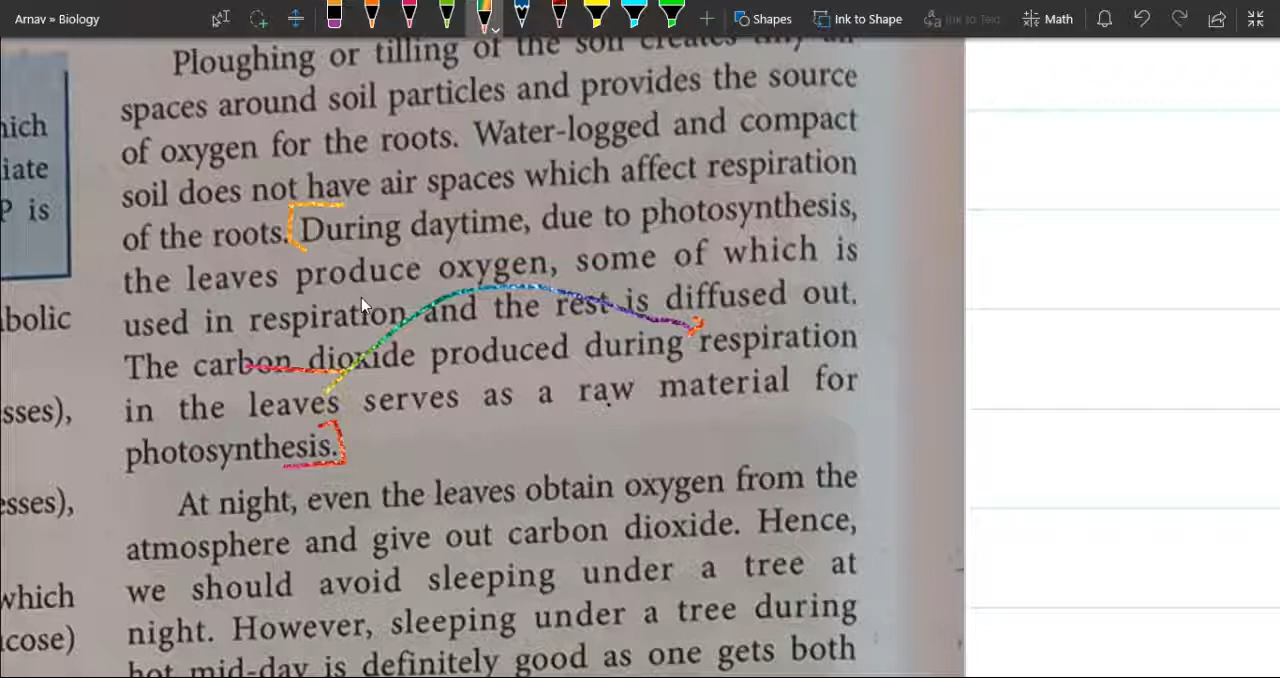 Arnav » Biology
Shapes
Ink to Shape
Ink to Text
Math
Ploughing or tilling of the soil creates tiny air
spaces around soil particles and provides the source
of oxygen for the roots. Water-logged and compact
soil does not have air spaces which affect respiration
of the roots. During daytime, due to photosynthesis,
the leaves produce oxygen, some of which is
used in respiration and the rest is diffused out.
The carbon dioxide produced during respiration
in the leaves serves as a raw material for
photosynthesis.
At night, even the leaves obtain oxygen from the
atmosphere and give out carbon dioxide. Hence,
we should avoid sleeping under a tree at
night. However, sleeping under a tree during
hot mid-day is definitely good as one gets both
P is
which